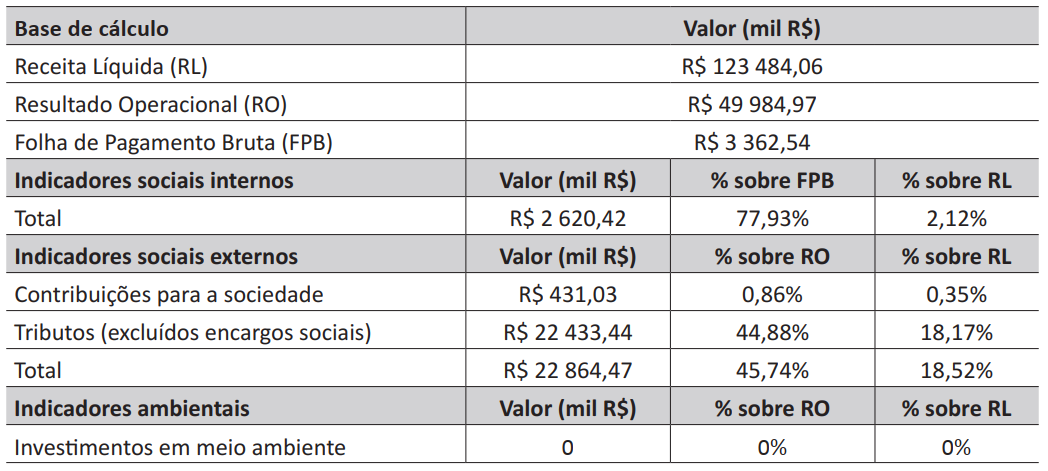 Base de cálculo Valor (mil R$)
Receita Líquida (RL) R$ 123 484,06
Resultado Operacional (RO) R$ 49 984,97
Folha de Pagamento Bruta (FPB) R$ 3 362,54
Indicadores sociais internos Valor (mil R$) % sobre FPB % sobre RL
Total R$ 2 620,42 77,93% 2,12%
Indicadores sociais externos Valor (mil R$) % sobre RO % sobre RL
Contribuições para a sociedade R$ 431,03 0,86% 0,35%
Tributos (excluídos encargos sociais) R$ 22 433,44 44,88% 18,17%
Total R$ 22 864,47 45,74% 18,52%
Indicadores ambientais Valor (mil R$) % sobre RO % sobre RL
Investimentos em meio ambiente 0 0% 0%